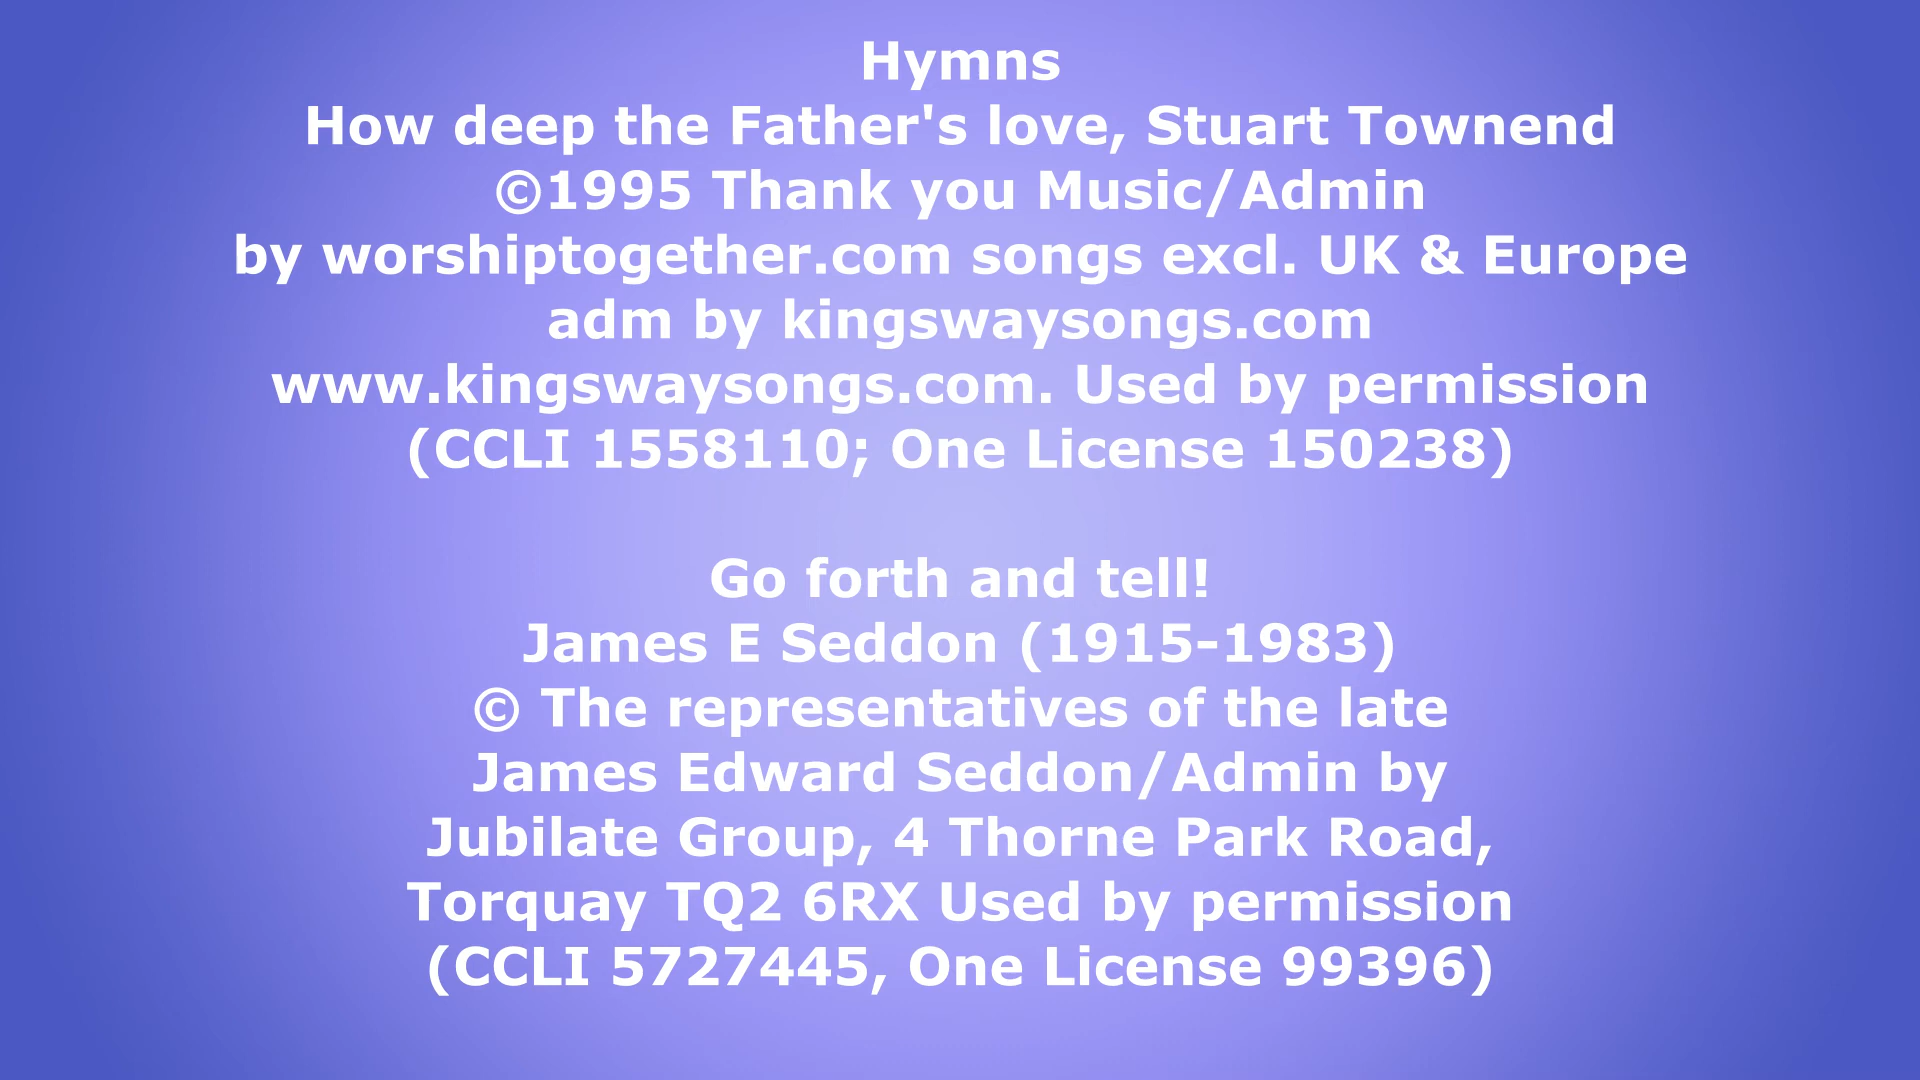 Hymns
How deep the Father's love, Stuart Townend
©1995 Thank you Music/Admin
by worshiptogether.com songs excl. UK & Europe
adm by kingswaysongs.com
www.kingswaysongs.com. Used by permission
(CCLI 1558110; One License 150238)
Go forth and tell!
James E Seddon (1915-1983)
© The representatives of the late
James Edward Seddon/Admin by
Jubilate Group, 4 Thorne Park Road,
Torquay TQ2 6RX Used by permission
(CCLI 5727445, One License 99396)